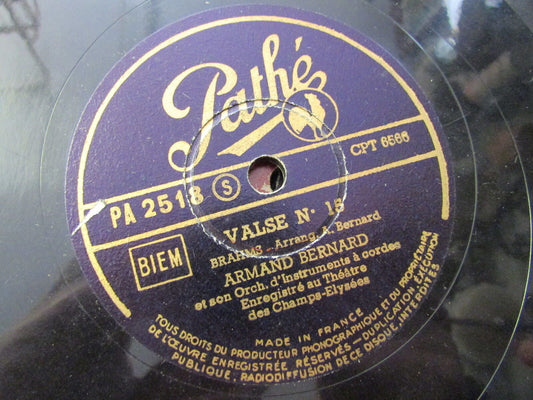 Pathé
PA 2518 S
CPT 6566
BIEM
VALSE N° 15
BRAHMS - Arrang. A. Bernard
ARMAND BERNARD
et son Orch. d'Instruments à cordes
Enregistré au Théâtre
des Champs-Elysées
MADE IN FRANCE
TOUS DROITS DU PRODUCTEUR PHONOGRAPHIQUE ET DU PROPRIÉTAIRE
DE L'ŒUVRE ENREGISTRÉE RÉSERVÉS - DUPLICATION, EXÉCUTION
PUBLIQUE, RADIODIFFUSION DE CE DISQUE, INTERDITES